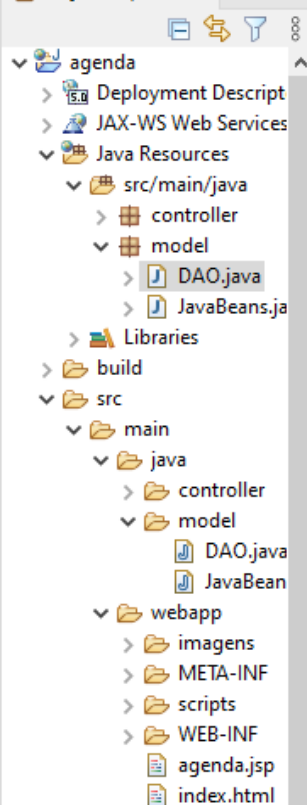 agenda
5.0 Deployment Descript
JAX-WS Web Services
Java Resources
src/main/java
controller
model
DAO.java
JavaBeans.ja
Libraries
build
src
main
java
controller
model
DAO.java
JavaBean
webapp
imagens
META-INF
scripts
WEB-INF
agenda.jsp
index.html